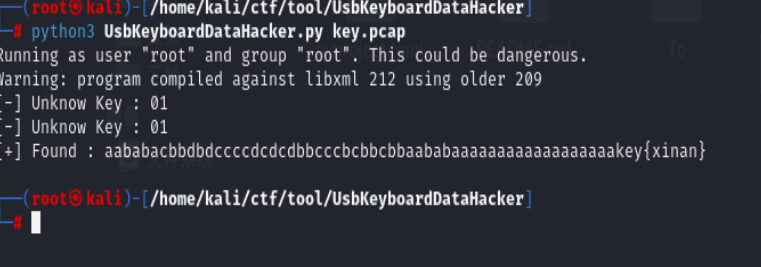 (root㉿kali)-[/home/kali/ctf/tool/UsbKeyboardDataHacker]
# python3 UsbKeyboardDataHacker.py key.pcap
Running as user "root" and group "root". This could be dangerous.
Warning: program compiled against libxml 212 using older 209
[-] Unknow Key : 01
[-] Unknow Key : 01
[+] Found : aababacbbdbdccccdcdcdbbcccbcbbcbbaababaaaaaaaaaaaaaaaaaakey{xinan}
(root㉿kali)-[/home/kali/ctf/tool/UsbKeyboardDataHacker]
#